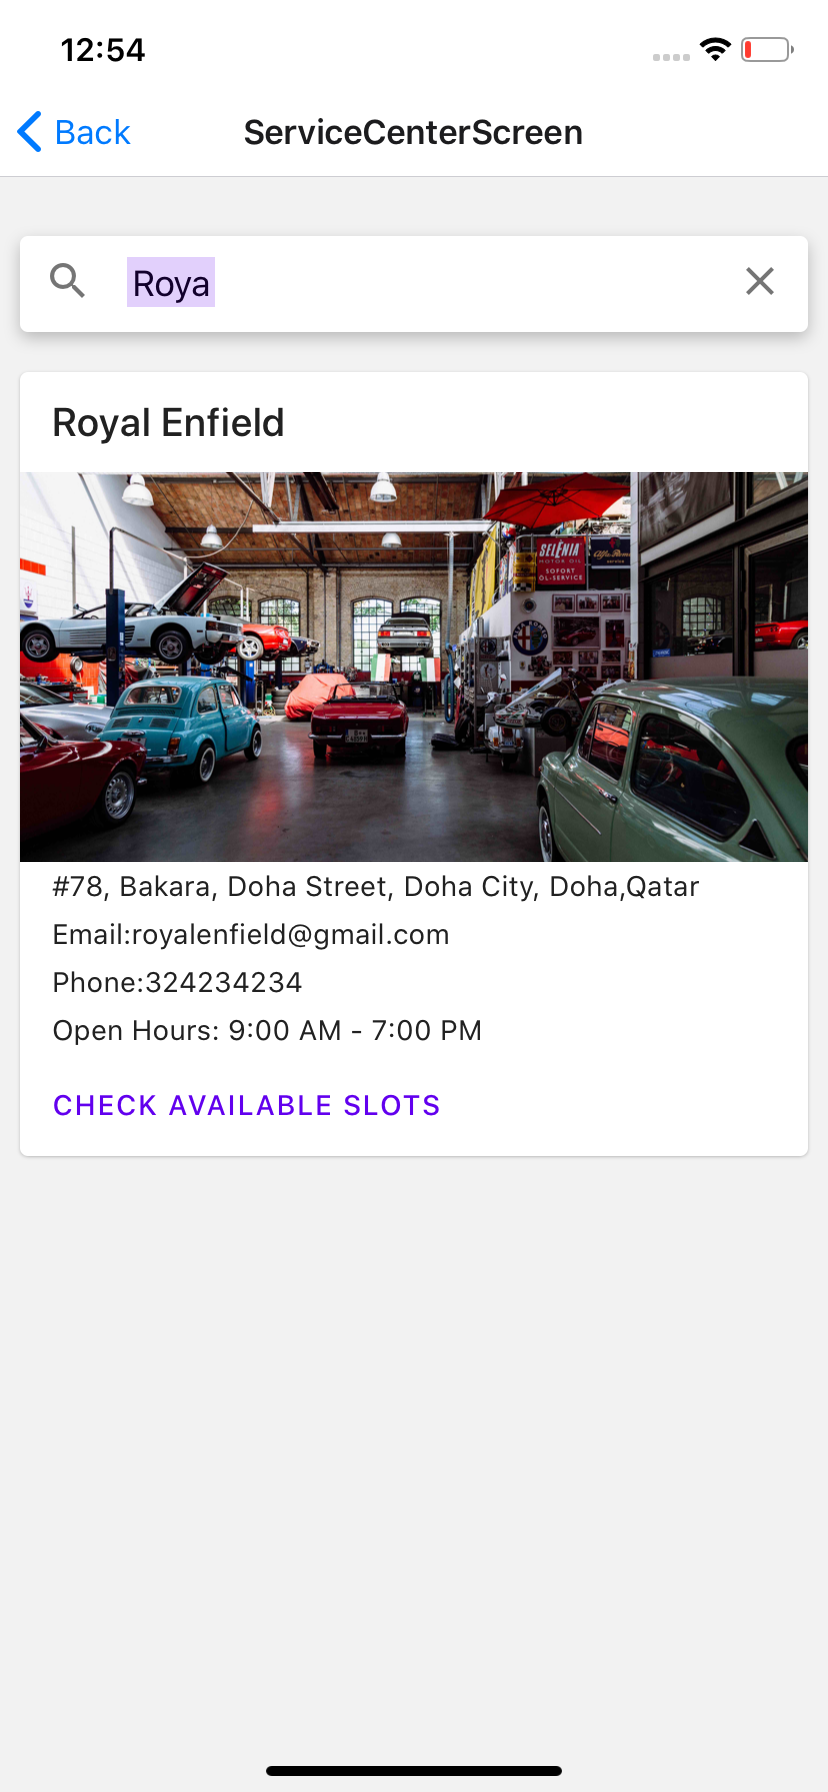 12:54
Back
ServiceCenterScreen
Roya
Royal Enfield
SELÈNIA
MOTOR OIL
SOFORT
ÖL-SERVICE
#78, Bakara, Doha Street, Doha City, Doha,Qatar
Email:royalenfield@gmail.com
Phone:324234234
Open Hours: 9:00 AM - 7:00 PM
CHECK AVAILABLE SLOTS